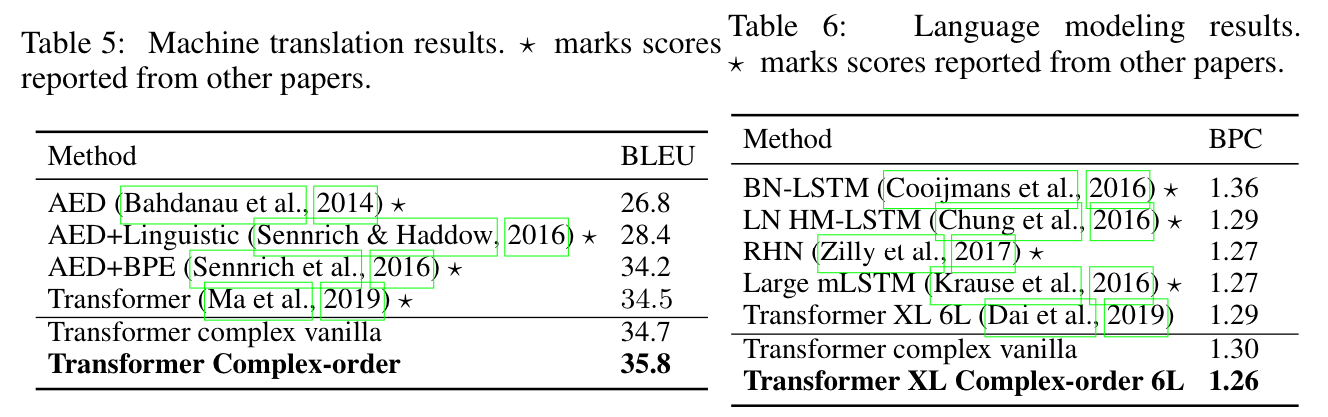 Table 5: Machine translation results. ⋆ marks scores
reported from other papers.
Method BLEU
AED (Bahdanau et al., 2014) ⋆ 26.8
AED+Linguistic (Sennrich & Haddow, 2016) ⋆ 28.4
AED+BPE (Sennrich et al., 2016) ⋆ 34.2
Transformer (Ma et al., 2019) ⋆ 34.5
Transformer complex vanilla 34.7
Transformer Complex-order 35.8
Table 6: Language modeling results.
⋆ marks scores reported from other papers.
Method BPC
BN-LSTM (Cooijmans et al., 2016) ⋆ 1.36
LN HM-LSTM (Chung et al., 2016) ⋆ 1.29
RHN (Zilly et al., 2017) ⋆ 1.27
Large mLSTM (Krause et al., 2016) ⋆ 1.27
Transformer XL 6L (Dai et al., 2019) 1.29
Transformer complex vanilla 1.30
Transformer XL Complex-order 6L 1.26